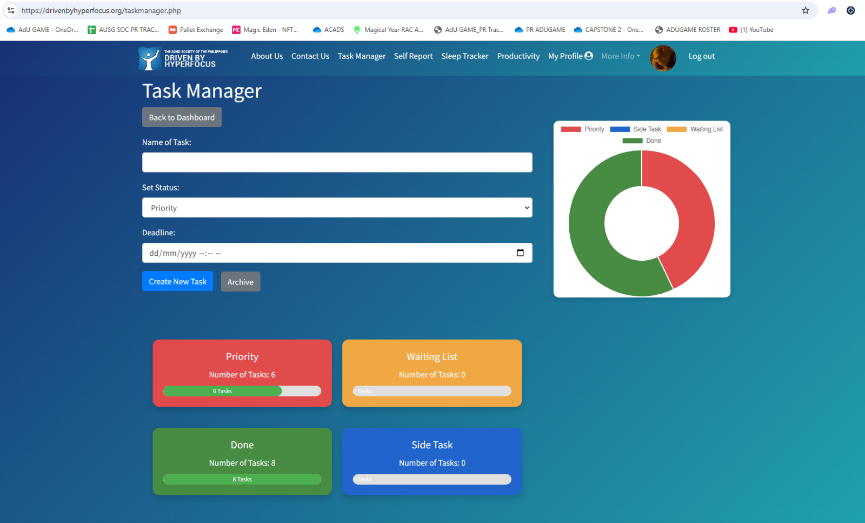 https://drivenbyhyperfocus.org/taskmanager.php
AdU GAME - OneDr... AUSG SDC PR TRAC... Pallet Exchange Magic Eden - NFT... ACADS Magical Year RAC A... AdU GAME_PR Trac... PR ADUGAME CAPSTONE 2 - One... ADUGAME ROSTER (1) YouTube
THE ADHD SOCIETY OF THE PHILIPPINES
DRIVEN BY
HYPERFOCUS
About Us Contact Us Task Manager Self Report Sleep Tracker Productivity My Profile More Info Log out
Task Manager
Back to Dashboard
Name of Task:
Set Status:
Priority
Deadline:
dd/mm/yyyy --:-- --
Create New Task Archive
Priority Side Task Waiting List
Done
Priority
Number of Tasks: 6
6 Tasks
Waiting List
Number of Tasks: 0
Tasks
Done
Number of Tasks: 8
8 Tasks
Side Task
Number of Tasks: 0
Tasks